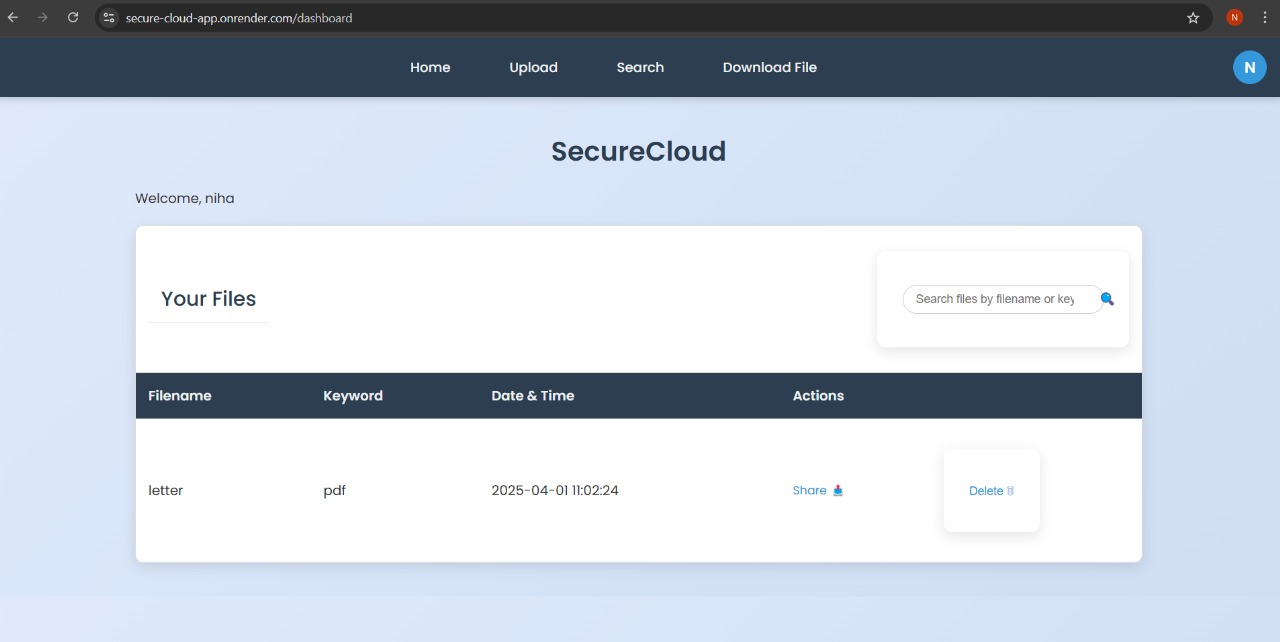 secure-cloud-app.onrender.com/dashboard
N
Home Upload Search Download File
N
SecureCloud
Welcome, niha
Your Files
Search files by filename or key
Filename Keyword Date & Time Actions
letter pdf 2025-04-01 11:02:24 Share Delete